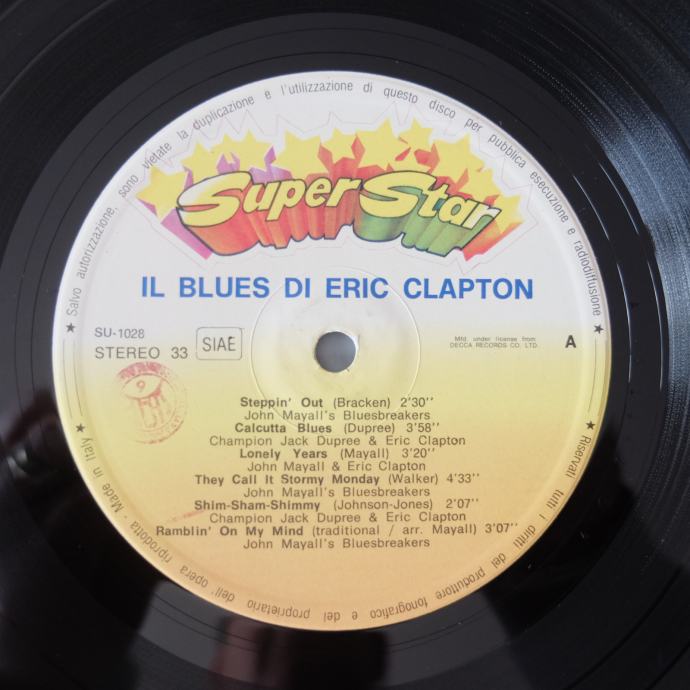 ★ Salvo autorizzazione, sono vietate la duplicazione e l'utilizzazione di questo disco per pubblica esecuzione e radiodiffusione ★
Super Star
IL BLUES DI ERIC CLAPTON
SU-1028
STEREO 33
SIAE
Mfd. under license from:
DECCA RECORDS CO. LTD.
A
Steppin' Out (Bracken) 2'30''
John Mayall's Bluesbreakers
Calcutta Blues (Dupree) 3'58''
Champion Jack Dupree & Eric Clapton
Lonely Years (Mayall) 3'20''
John Mayall & Eric Clapton
They Call It Stormy Monday (Walker) 4'33''
John Mayall's Bluesbreakers
Shim-Sham-Shimmy (Johnson-Jones) 2'07''
Champion Jack Dupree & Eric Clapton
Ramblin' On My Mind (traditional / arr. Mayall) 3'07''
John Mayall's Bluesbreakers
★ Riservati tutti i diritti del produttore fonografico e del proprietario dell'opera riprodotta - Made in Italy ★